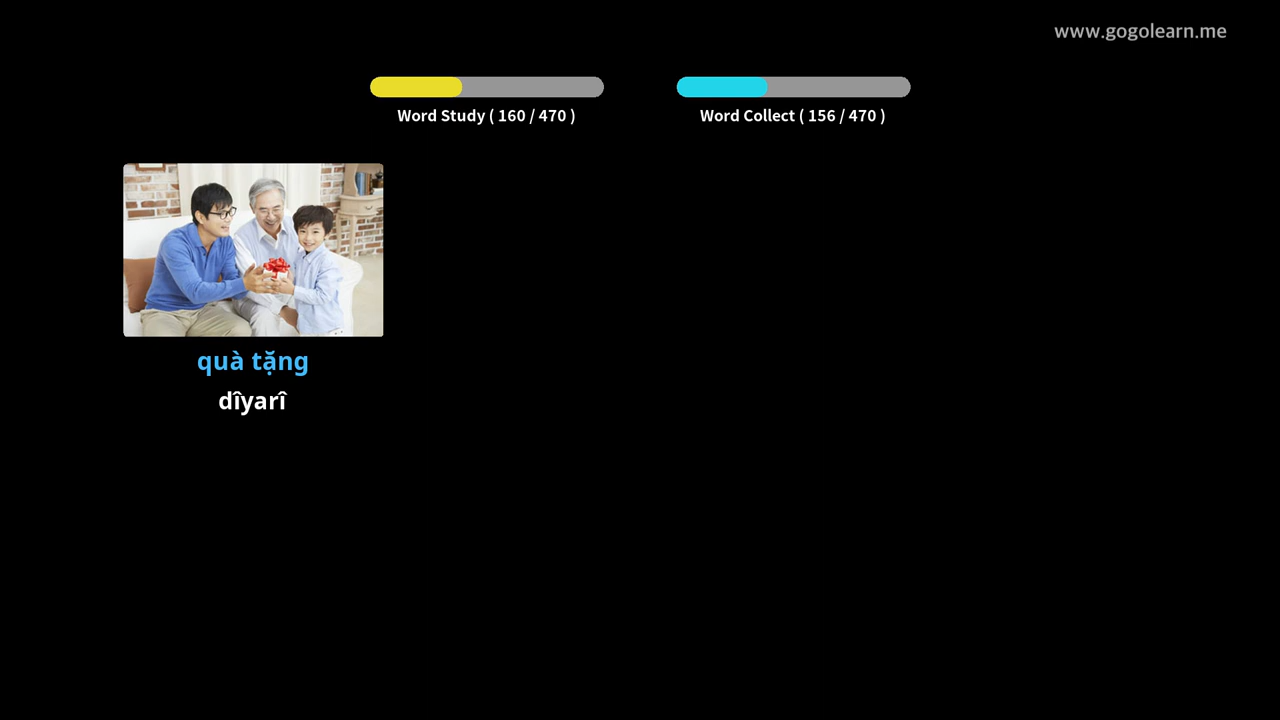 www.gogolearn.me
Word Study ( 160 / 470 )
Word Collect ( 156 / 470 )
quà tặng
dîyarî